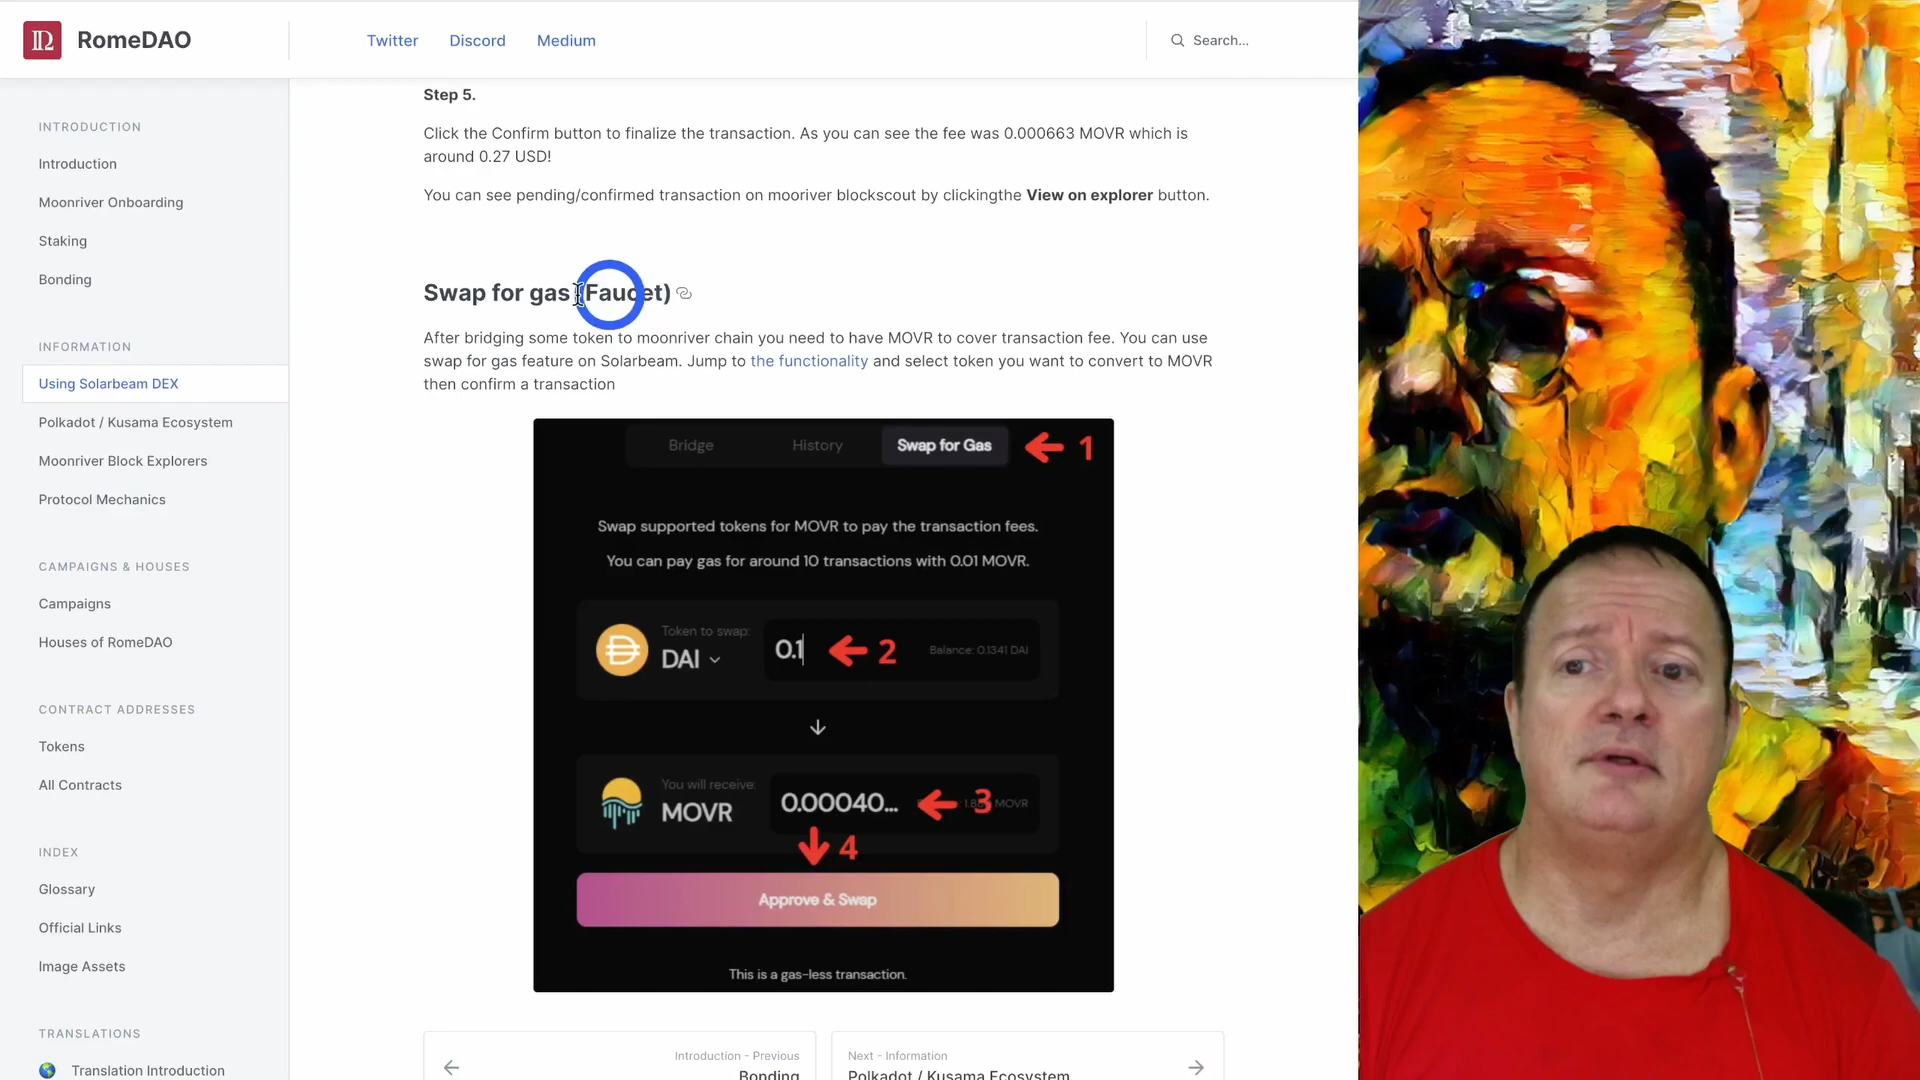 RomeDAO
Twitter
Discord
Medium
Search...
INTRODUCTION
Introduction
Moonriver Onboarding
Staking
Bonding
INFORMATION
Using Solarbeam DEX
Polkadot / Kusama Ecosystem
Moonriver Block Explorers
Protocol Mechanics
CAMPAIGNS & HOUSES
Campaigns
Houses of RomeDAO
CONTRACT ADDRESSES
Tokens
All Contracts
INDEX
Glossary
Official Links
Image Assets
TRANSLATIONS
Translation Introduction
Step 5.
Click the Confirm button to finalize the transaction. As you can see the fee was 0.000663 MOVR which is
around 0.27 USD!
You can see pending/confirmed transaction on mooriver blockscout by clickingthe View on explorer button.
Swap for gas (Faucet)
After bridging some token to moonriver chain you need to have MOVR to cover transaction fee. You can use
swap for gas feature on Solarbeam. Jump to the functionality and select token you want to convert to MOVR
then confirm a transaction
Bridge
History
Swap for Gas
1
Swap supported tokens for MOVR to pay the transaction fees.
You can pay gas for around 10 transactions with 0.01 MOVR.
Token to swap:
DAI
0.1
2
Balance: 0.1341 DAI
You will receive:
MOVR
0.00040...
3
MOVR
4
Approve & Swap
This is a gas-less transaction.
Introduction - Previous
Bonding
Next - Information
Polkadot / Kusama Ecosystem